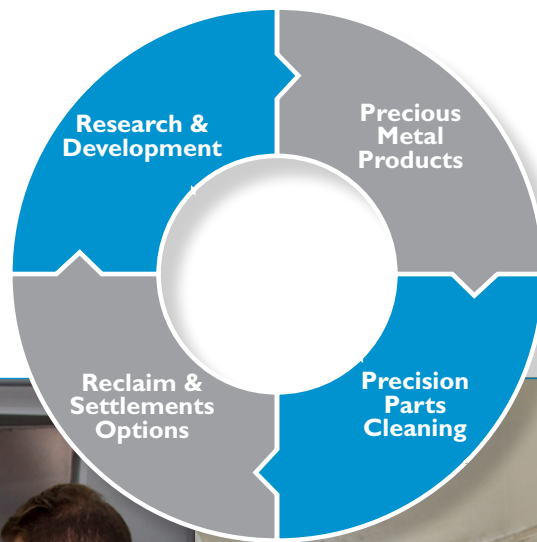 Research &
Development
Precious
Metal
Products
Reclaim &
Settlements
Options
Precision
Parts
Cleaning